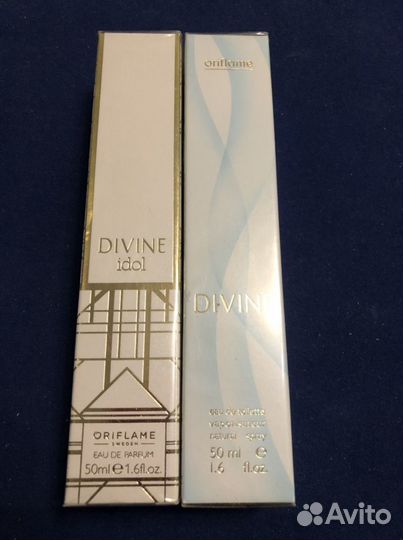 DIVINE
idol
ORIFLAME
SWEDEN
EAU DE PARFUM
50ml e 1.6fl.oz.
oriflame
DIVINE
eau de toilette
vaporisateur
natural spray
50 ml e
1.6 fl.oz.
Avito